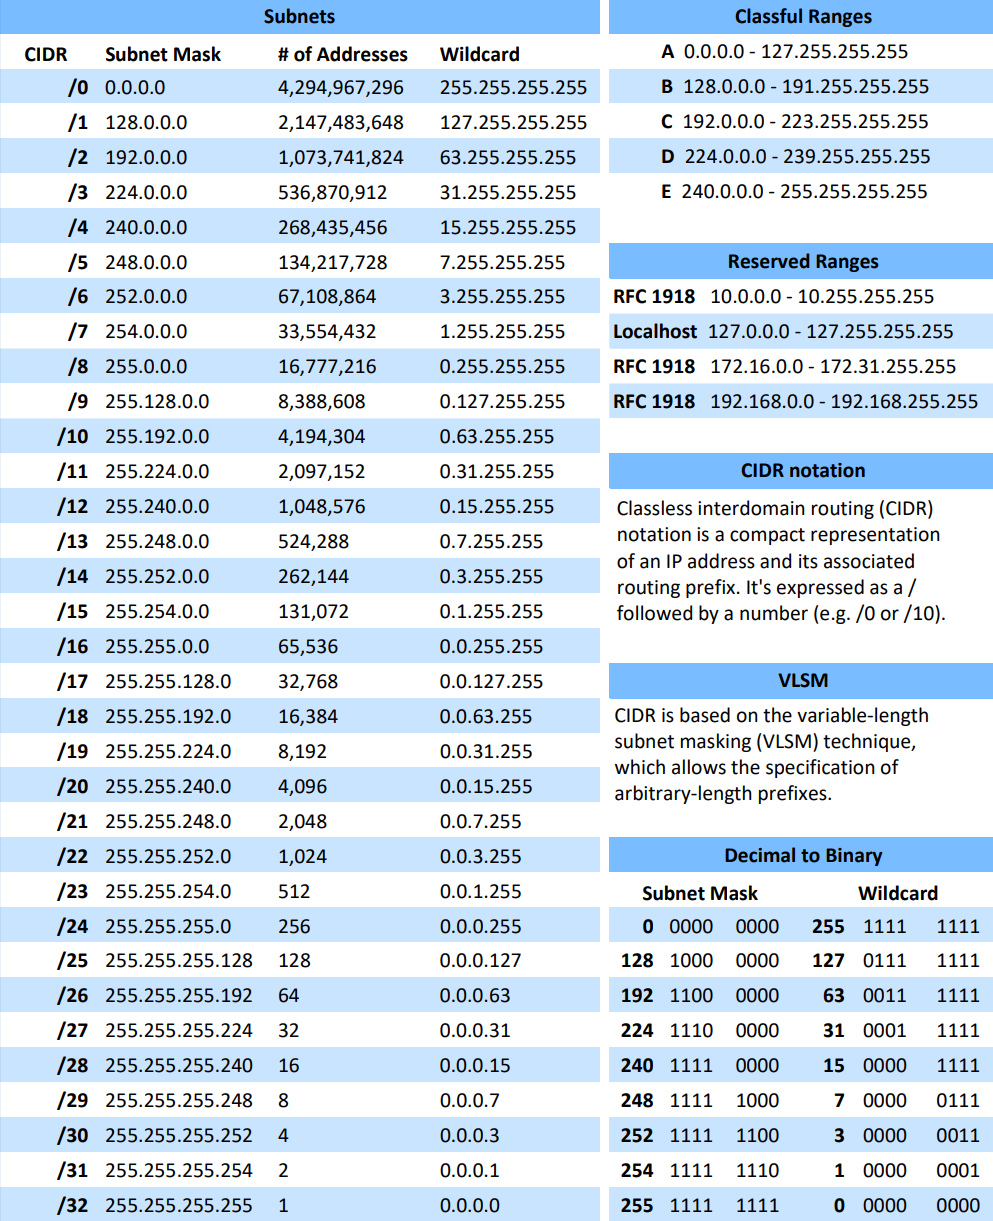 Subnets
CIDR Subnet Mask # of Addresses Wildcard
/0 0.0.0.0 4,294,967,296 255.255.255.255
/1 128.0.0.0 2,147,483,648 127.255.255.255
/2 192.0.0.0 1,073,741,824 63.255.255.255
/3 224.0.0.0 536,870,912 31.255.255.255
/4 240.0.0.0 268,435,456 15.255.255.255
/5 248.0.0.0 134,217,728 7.255.255.255
/6 252.0.0.0 67,108,864 3.255.255.255
/7 254.0.0.0 33,554,432 1.255.255.255
/8 255.0.0.0 16,777,216 0.255.255.255
/9 255.128.0.0 8,388,608 0.127.255.255
/10 255.192.0.0 4,194,304 0.63.255.255
/11 255.224.0.0 2,097,152 0.31.255.255
/12 255.240.0.0 1,048,576 0.15.255.255
/13 255.248.0.0 524,288 0.7.255.255
/14 255.252.0.0 262,144 0.3.255.255
/15 255.254.0.0 131,072 0.1.255.255
/16 255.255.0.0 65,536 0.0.255.255
/17 255.255.128.0 32,768 0.0.127.255
/18 255.255.192.0 16,384 0.0.63.255
/19 255.255.224.0 8,192 0.0.31.255
/20 255.255.240.0 4,096 0.0.15.255
/21 255.255.248.0 2,048 0.0.7.255
/22 255.255.252.0 1,024 0.0.3.255
/23 255.255.254.0 512 0.0.1.255
/24 255.255.255.0 256 0.0.0.255
/25 255.255.255.128 128 0.0.0.127
/26 255.255.255.192 64 0.0.0.63
/27 255.255.255.224 32 0.0.0.31
/28 255.255.255.240 16 0.0.0.15
/29 255.255.255.248 8 0.0.0.7
/30 255.255.255.252 4 0.0.0.3
/31 255.255.255.254 2 0.0.0.1
/32 255.255.255.255 1 0.0.0.0
Classful Ranges
A 0.0.0.0 - 127.255.255.255
B 128.0.0.0 - 191.255.255.255
C 192.0.0.0 - 223.255.255.255
D 224.0.0.0 - 239.255.255.255
E 240.0.0.0 - 255.255.255.255
Reserved Ranges
RFC 1918 10.0.0.0 - 10.255.255.255
Localhost 127.0.0.0 - 127.255.255.255
RFC 1918 172.16.0.0 - 172.31.255.255
RFC 1918 192.168.0.0 - 192.168.255.255
CIDR notation
Classless interdomain routing (CIDR)
notation is a compact representation
of an IP address and its associated
routing prefix. It's expressed as a /
followed by a number (e.g. /0 or /10).
VLSM
CIDR is based on the variable-length
subnet masking (VLSM) technique,
which allows the specification of
arbitrary-length prefixes.
Decimal to Binary
Subnet Mask Wildcard
0 0000 0000 255 1111 1111
128 1000 0000 127 0111 1111
192 1100 0000 63 0011 1111
224 1110 0000 31 0001 1111
240 1111 0000 15 0000 1111
248 1111 1000 7 0000 0111
252 1111 1100 3 0000 0011
254 1111 1110 1 0000 0001
255 1111 1111 0 0000 0000